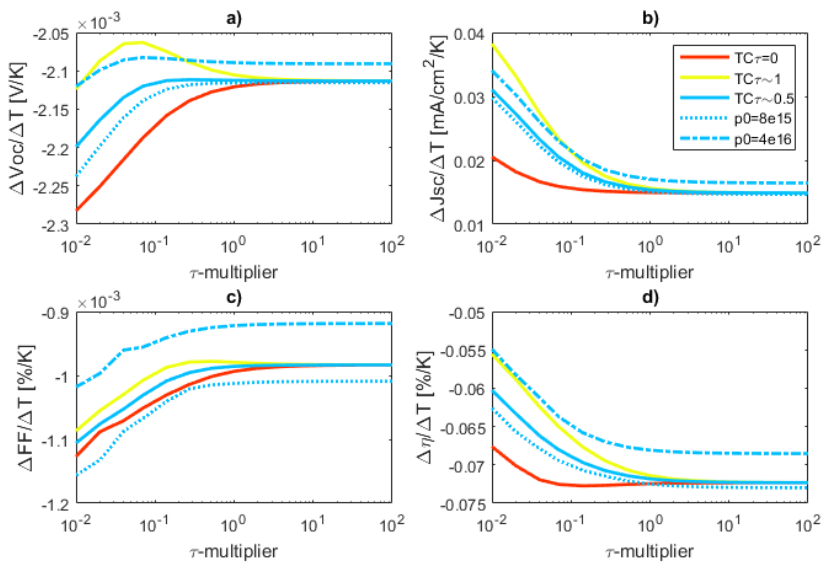 a)
×10⁻³
-2.05
-2.1
-2.15
-2.2
-2.25
-2.3
ΔVoc/ΔT [V/K]
10⁻² 10⁻¹ 10⁰ 10¹ 10²
τ-multiplier
b)
0.04
0.03
0.02
0.01
ΔJsc/ΔT [mA/cm²/K]
TCτ=0
TCτ~1
TCτ~0.5
p0=8e15
p0=4e16
10⁻² 10⁻¹ 10⁰ 10¹ 10²
τ-multiplier
c)
×10⁻³
-0.9
-1
-1.1
-1.2
ΔFF/ΔT [%/K]
10⁻² 10⁻¹ 10⁰ 10¹ 10²
τ-multiplier
d)
-0.05
-0.055
-0.06
-0.065
-0.07
-0.075
Δη/ΔT [%/K]
10⁻² 10⁻¹ 10⁰ 10¹ 10²
τ-multiplier